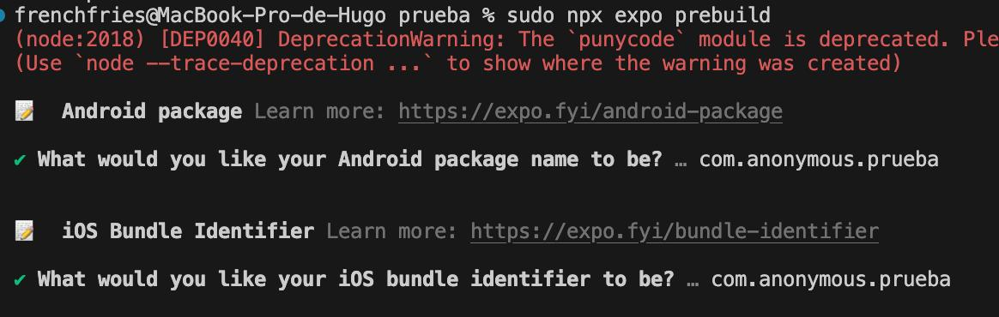 frenchfries@MacBook-Pro-de-Hugo prueba % sudo npx expo prebuild
(node:2018) [DEP0040] DeprecationWarning: The `punycode` module is deprecated. Ple
(Use `node --trace-deprecation ...` to show where the warning was created)
📝 Android package Learn more: https://expo.fyi/android-package
✔ What would you like your Android package name to be? … com.anonymous.prueba
📝 iOS Bundle Identifier Learn more: https://expo.fyi/bundle-identifier
✔ What would you like your iOS bundle identifier to be? … com.anonymous.prueba